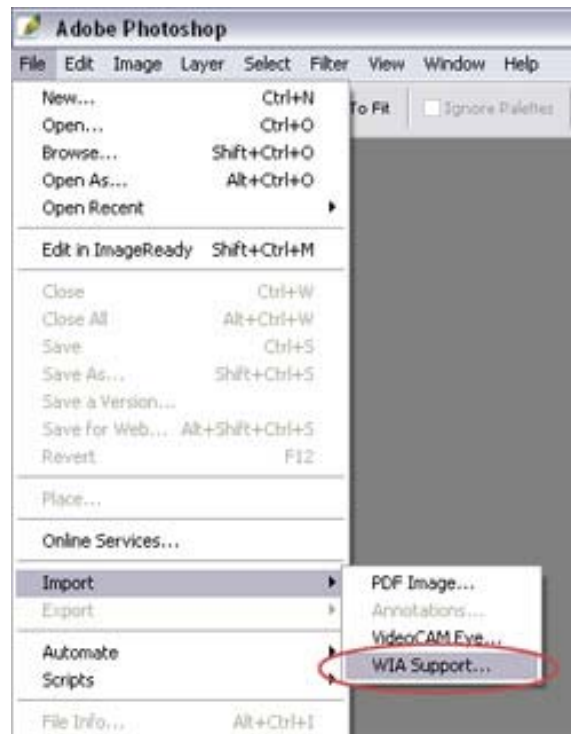 Adobe Photoshop
File Edit Image Layer Select Filter View Window Help
To Fit Ignore Palettes
New... Ctrl+N
Open... Ctrl+O
Browse... Shift+Ctrl+O
Open As... Alt+Ctrl+O
Open Recent
Edit in ImageReady Shift+Ctrl+M
Close Ctrl+W
Close All Alt+Ctrl+W
Save Ctrl+S
Save As... Shift+Ctrl+S
Save a Version...
Save for Web... Alt+Shift+Ctrl+S
Revert F12
Place...
Online Services...
Import
Export
Automate
Scripts
File Info... Alt+Ctrl+I
PDF Image...
Annotations...
VideoCAM Eye...
WIA Support...